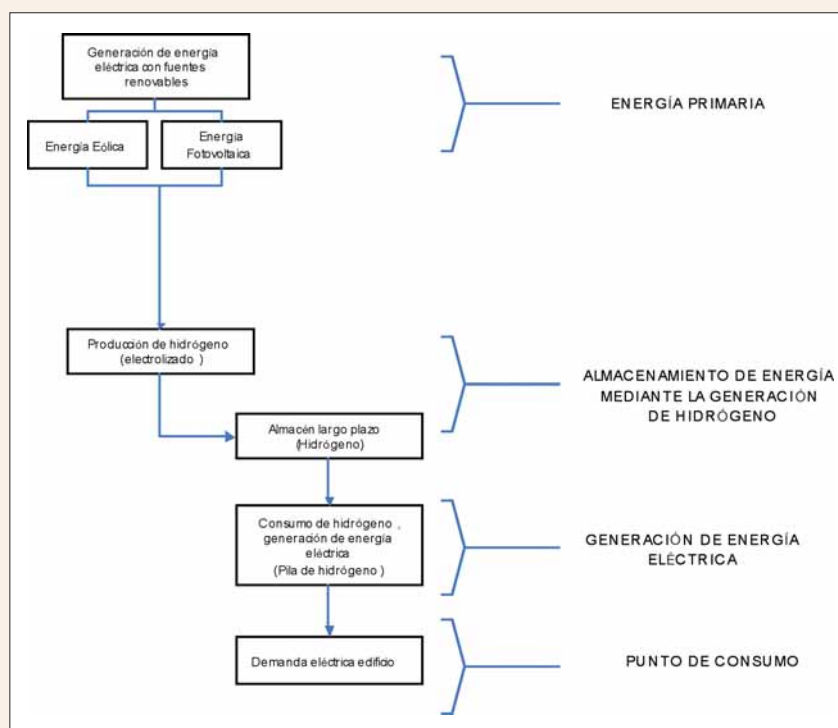 Generación de energía
eléctrica con fuentes
renovables
ENERGÍA PRIMARIA
Energía Eólica
Energía
Fotovoltaica
Producción de hidrógeno
(electrolizado )
ALMACENAMIENTO DE ENERGÍA
MEDIANTE LA GENERACIÓN
DE HIDRÓGENO
Almacén largo plazo
(Hidrógeno)
Consumo de hidrógeno ,
generación de energía
eléctrica
(Pila de hidrógeno )
GENERACIÓN DE ENERGÍA
ELÉCTRICA
Demanda eléctrica edificio
PUNTO DE CONSUMO